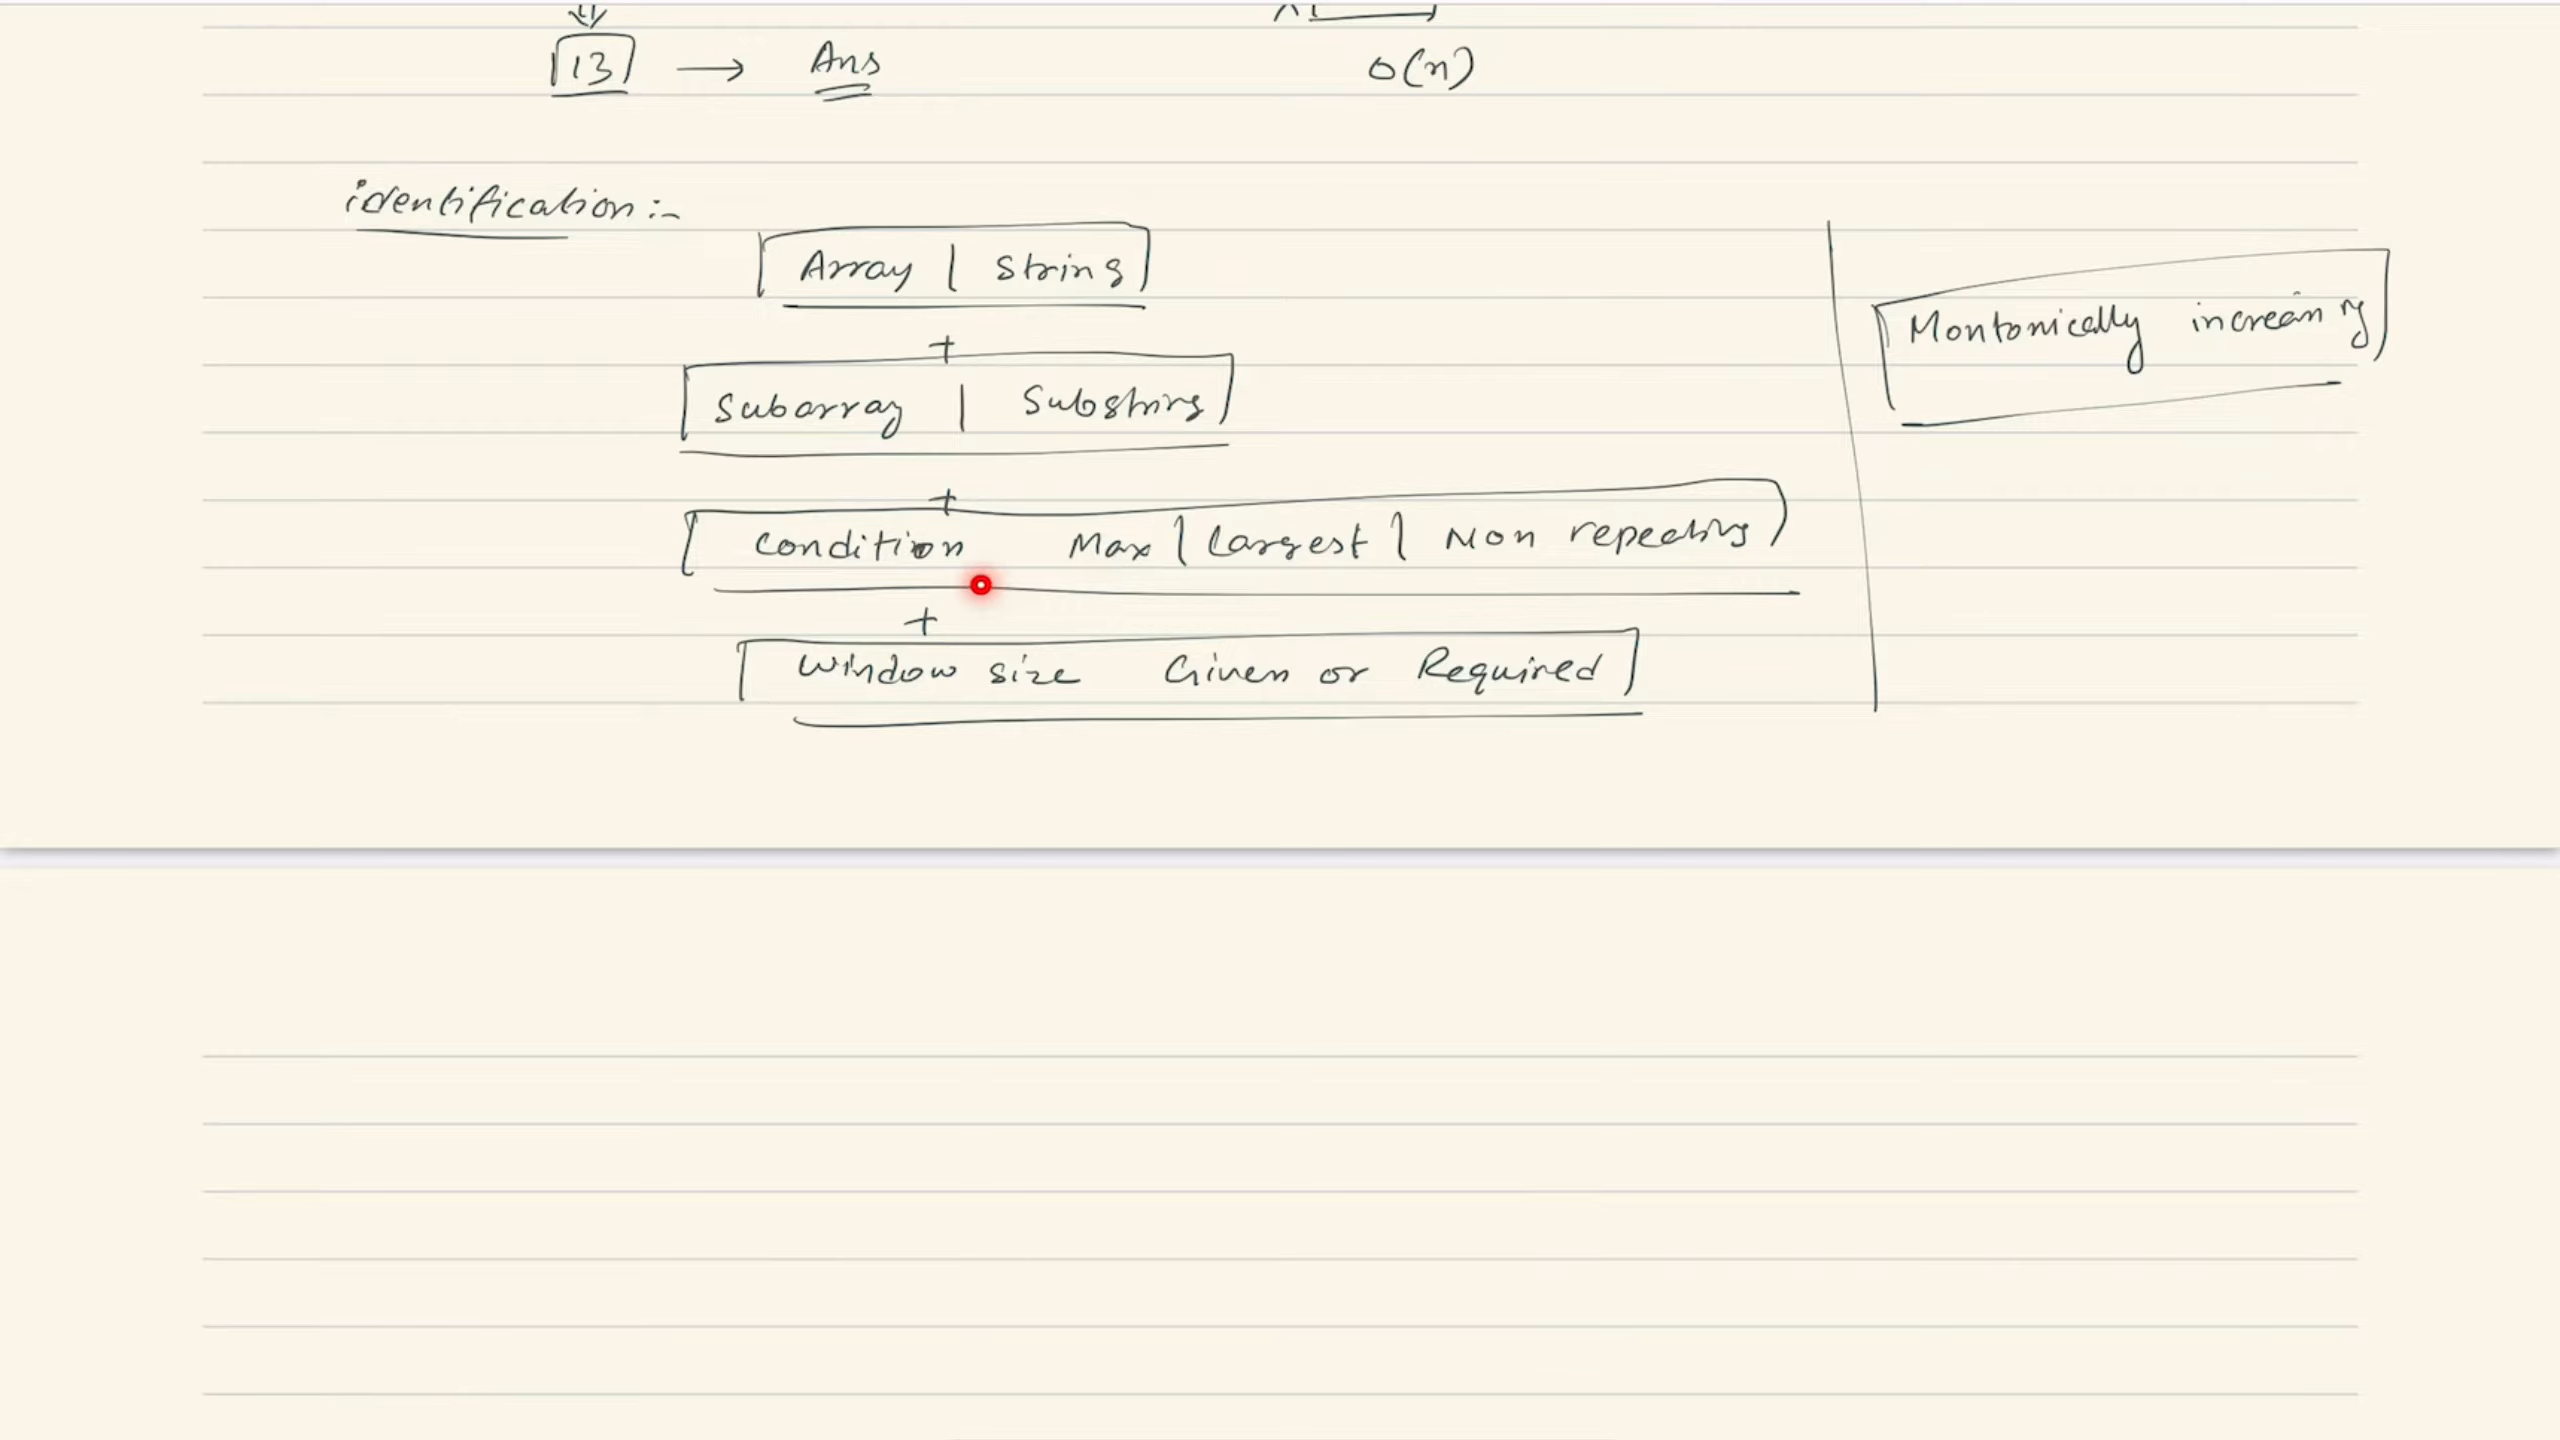 13 → Ans
O(n)
identification :-
Array | String
+
Subarray | Substring
+
Condition Max | Largest | Non repeating
+
Window size Given or Required
Montonically increasing